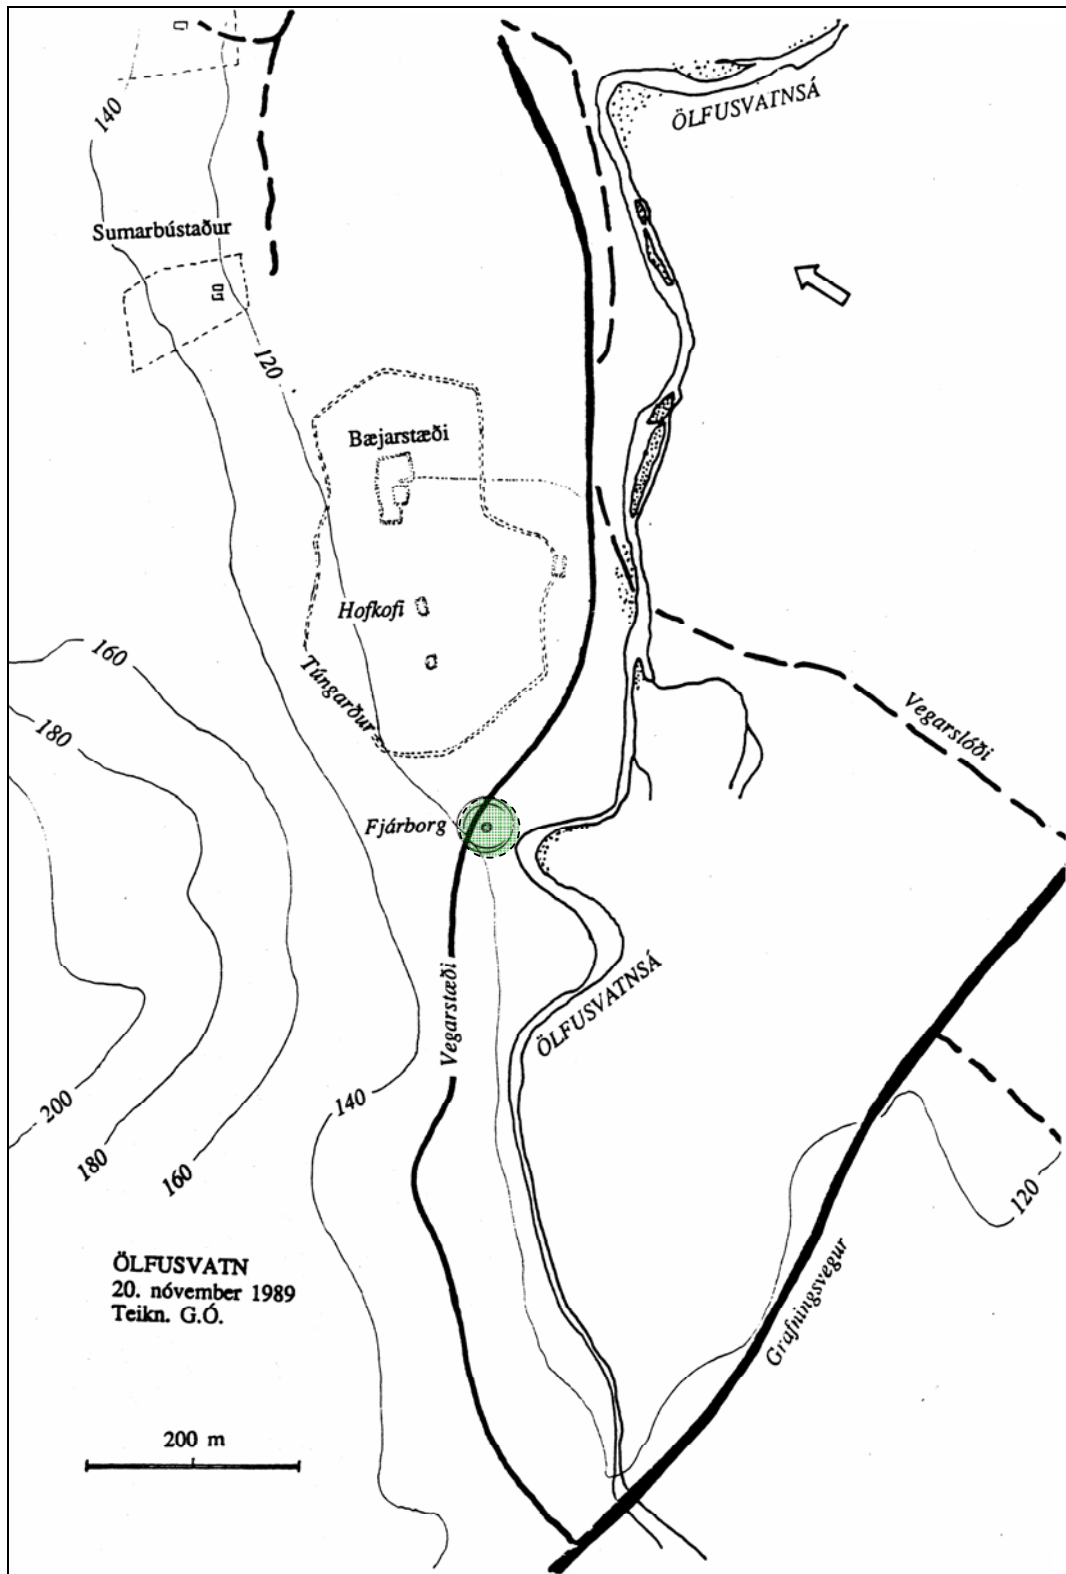 ÖLFUSVATNSÁ
140
Sumarbústaður
120
Bæjarstæði
Hofkofi
Túngarður
160
180
Vegarslóði
Fjárborg
Vegarstæði
ÖLFUSVATNSÁ
200
180
160
140
120
Grafningsvegur
ÖLFUSVATN
20. nóvember 1989
Teikn. G.Ó.
200 m